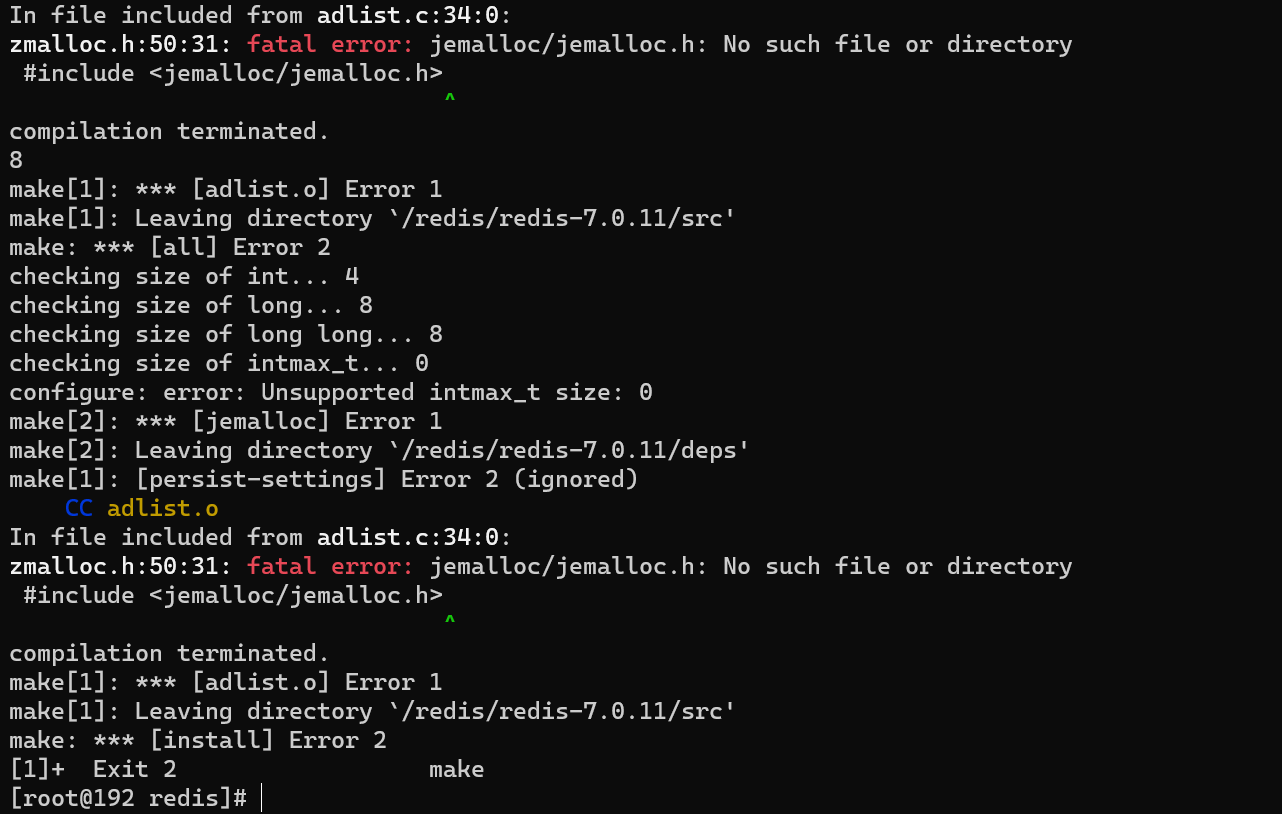 In file included from adlist.c:34:0:
zmalloc.h:50:31: fatal error: jemalloc/jemalloc.h: No such file or directory
 #include <jemalloc/jemalloc.h>
                               ^
compilation terminated.
8
make[1]: *** [adlist.o] Error 1
make[1]: Leaving directory `/redis/redis-7.0.11/src'
make: *** [all] Error 2
checking size of int... 4
checking size of long... 8
checking size of long long... 8
checking size of intmax_t... 0
configure: error: Unsupported intmax_t size: 0
make[2]: *** [jemalloc] Error 1
make[2]: Leaving directory `/redis/redis-7.0.11/deps'
make[1]: [persist-settings] Error 2 (ignored)
    CC adlist.o
In file included from adlist.c:34:0:
zmalloc.h:50:31: fatal error: jemalloc/jemalloc.h: No such file or directory
 #include <jemalloc/jemalloc.h>
                               ^
compilation terminated.
make[1]: *** [adlist.o] Error 1
make[1]: Leaving directory `/redis/redis-7.0.11/src'
make: *** [install] Error 2
[1]+  Exit 2                  make
[root@192 redis]#